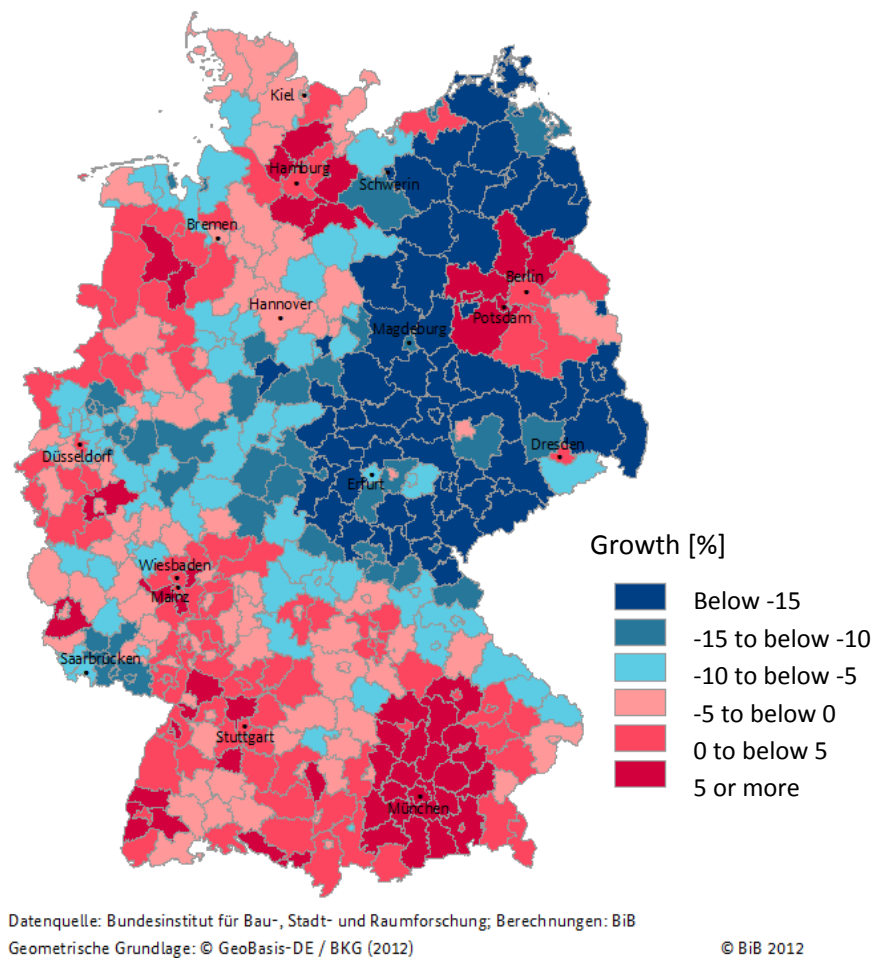 Kiel
Hamburg
Schwerin
Bremen
Berlin
Hannover
Potsdam
Magdeburg
Düsseldorf
Dresden
Erfurt
Growth [%]
Wiesbaden
Below -15
Mainz
-15 to below -10
Saarbrücken
-10 to below -5
-5 to below 0
Stuttgart
0 to below 5
5 or more
München
Datenquelle: Bundesinstitut für Bau-, Stadt- und Raumforschung; Berechnungen: BiB
Geometrische Grundlage: © GeoBasis-DE / BKG (2012) © BiB 2012